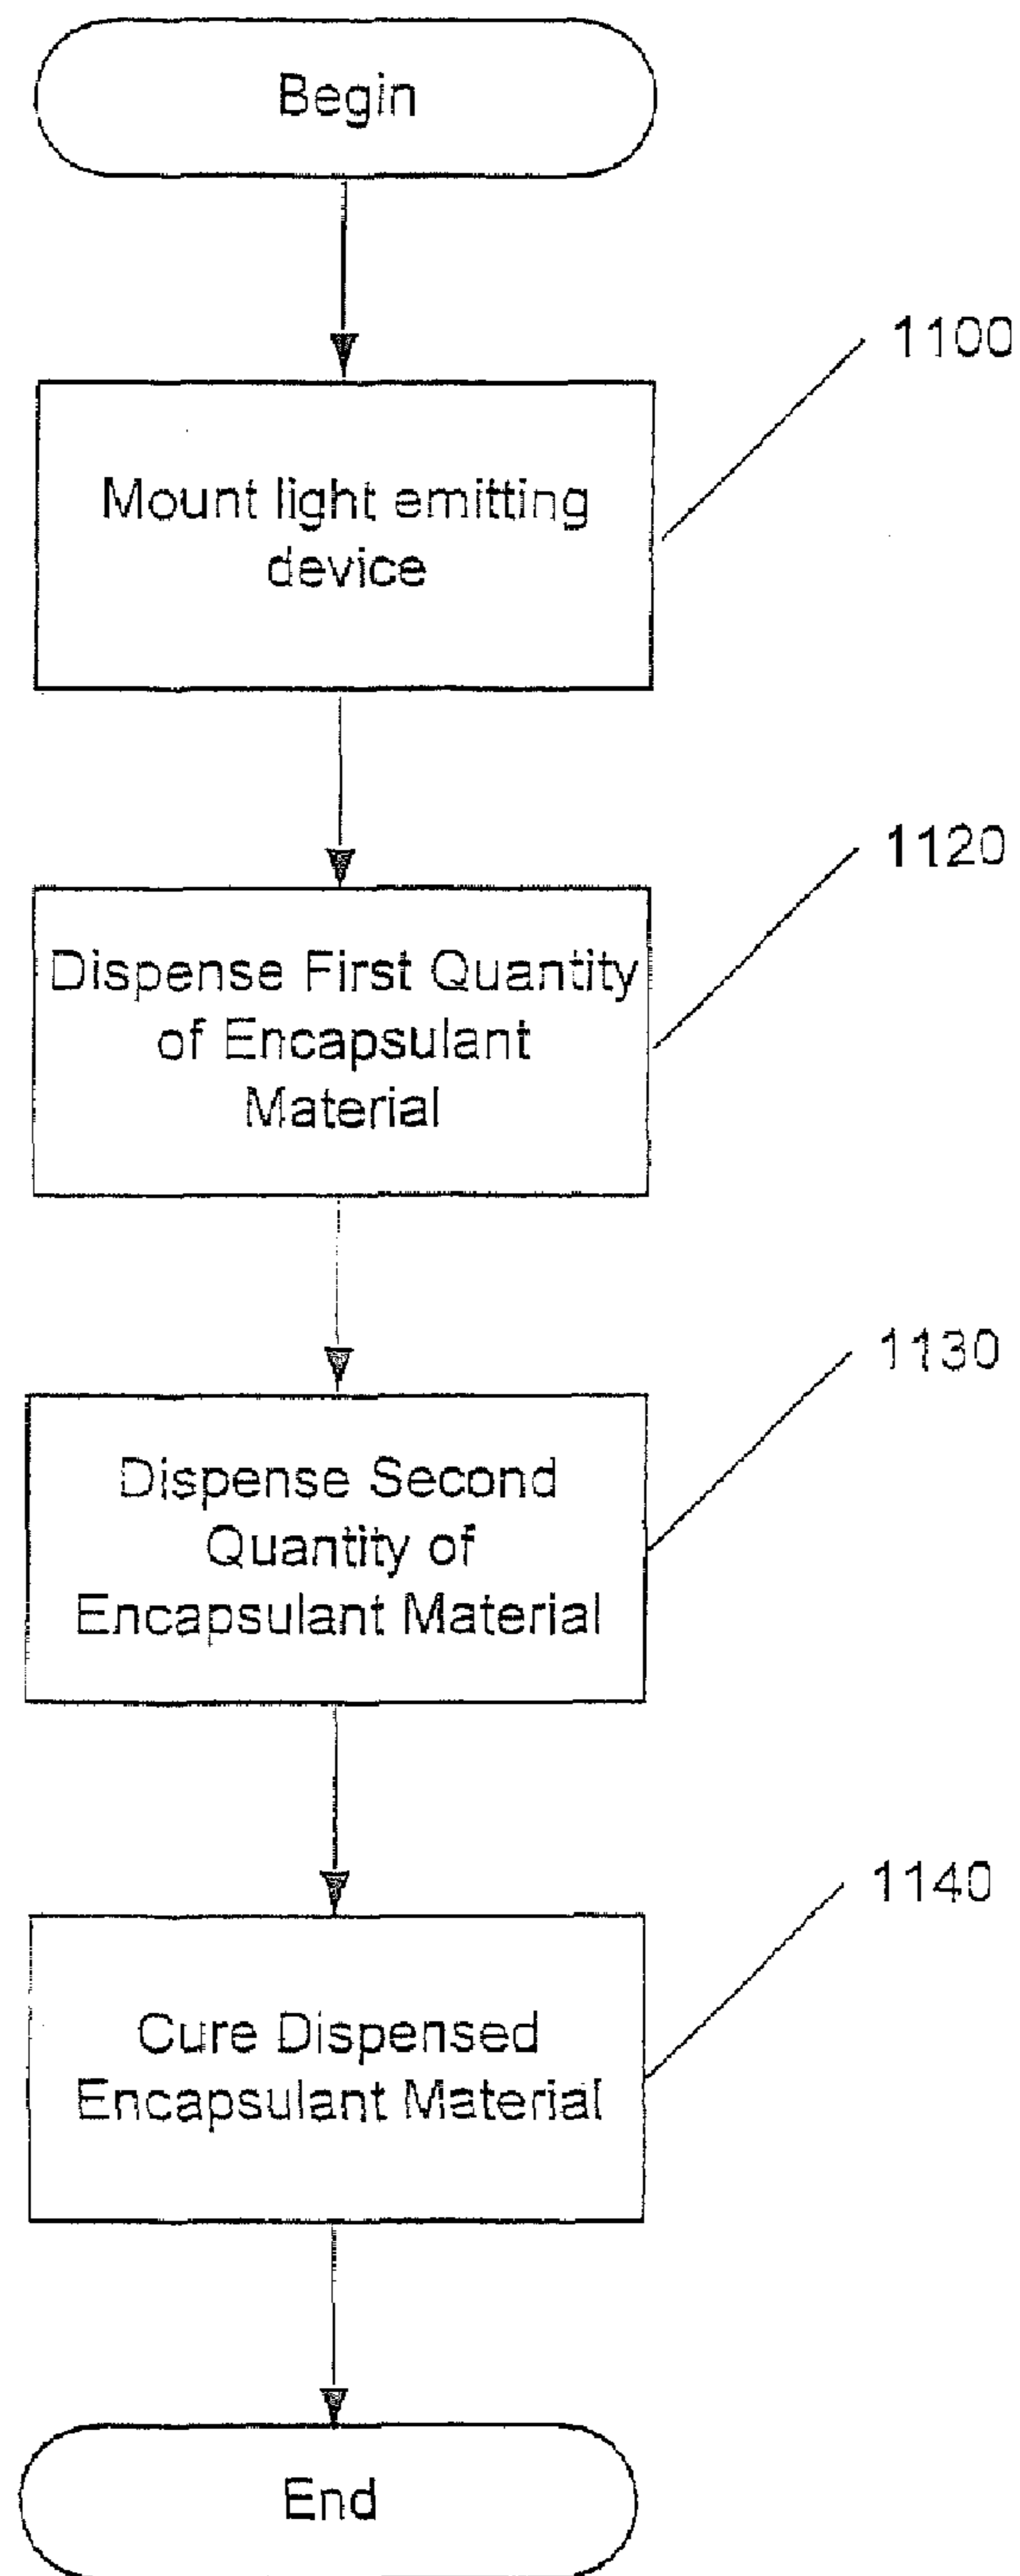 Begin
1100
Mount light emitting
device
1120
Dispense First Quantity
of Encapsulant
Material
1130
Dispense Second
Quantity of
Encapsulant Material
1140
Cure Dispensed
Encapsulant Material
End